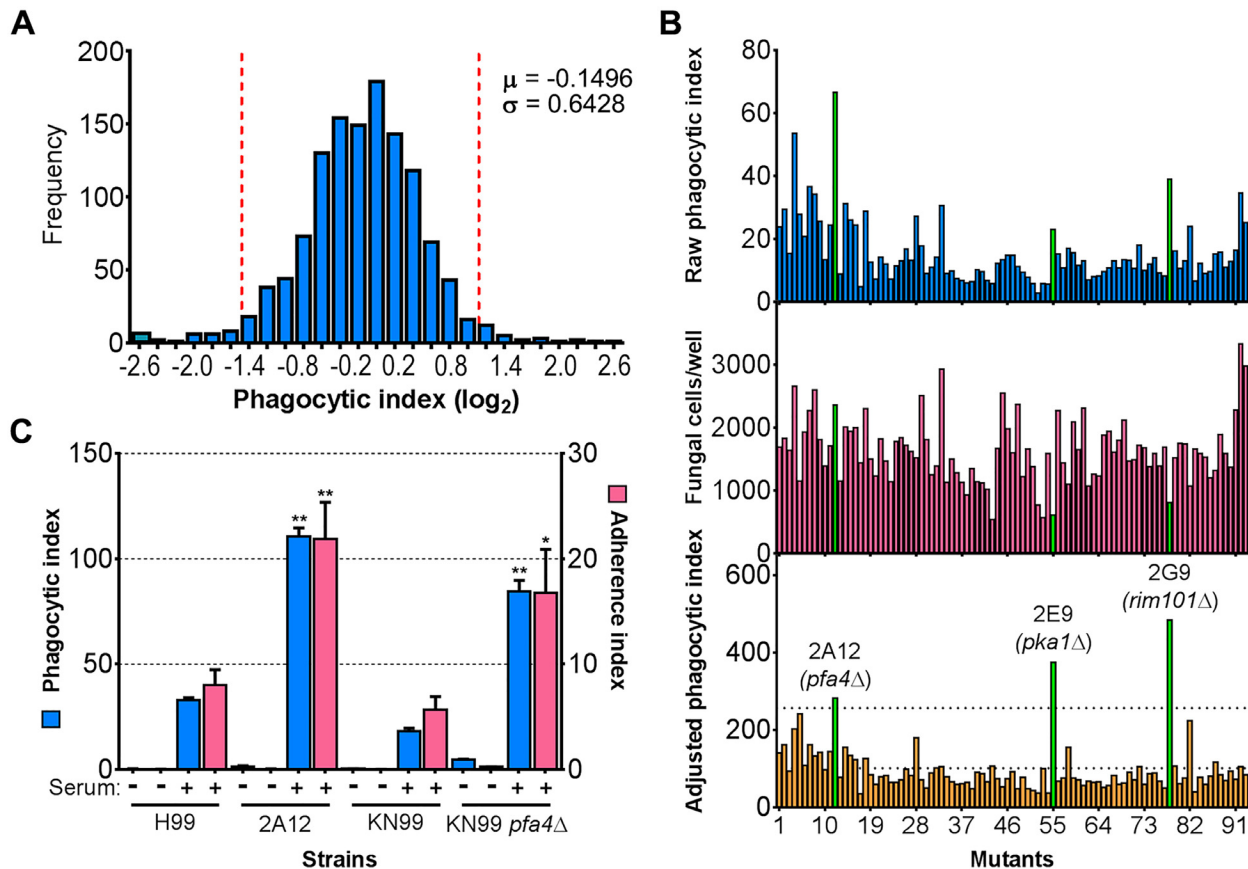 A
200
150
100
50
0
Frequency
μ = -0.1496
σ = 0.6428
-2.6 -2.0 -1.4 -0.8 -0.2 0.2 0.8 1.4 2.0 2.6
Phagocytic index (log2)
B
80
60
40
20
0
Raw phagocytic index
3000
2000
1000
0
Fungal cells/well
600
400
200
0
Adjusted phagocytic index
2A12
(pfa4Δ)
2E9
(pka1Δ)
2G9
(rim101Δ)
1 10 19 28 37 46 55 64 73 82 91
Mutants
C
150
100
50
0
Phagocytic index
30
20
10
0
Adherence index
** **
** *
Serum: - - + + - - + + - - + + - - + +
H99 2A12 KN99 KN99 pfa4Δ
Strains